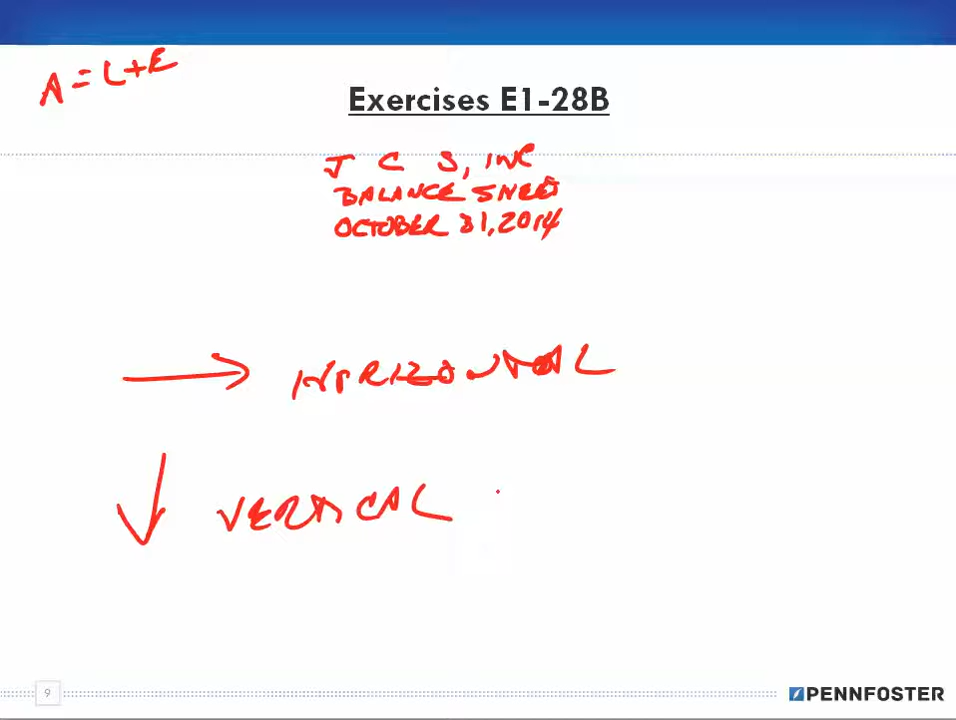 A = L + E
Exercises E1-28B
J C S, INC
BALANCE SHEET
OCTOBER 31, 2014
HORIZONTAL
VERTICAL
9
PENNFOSTER